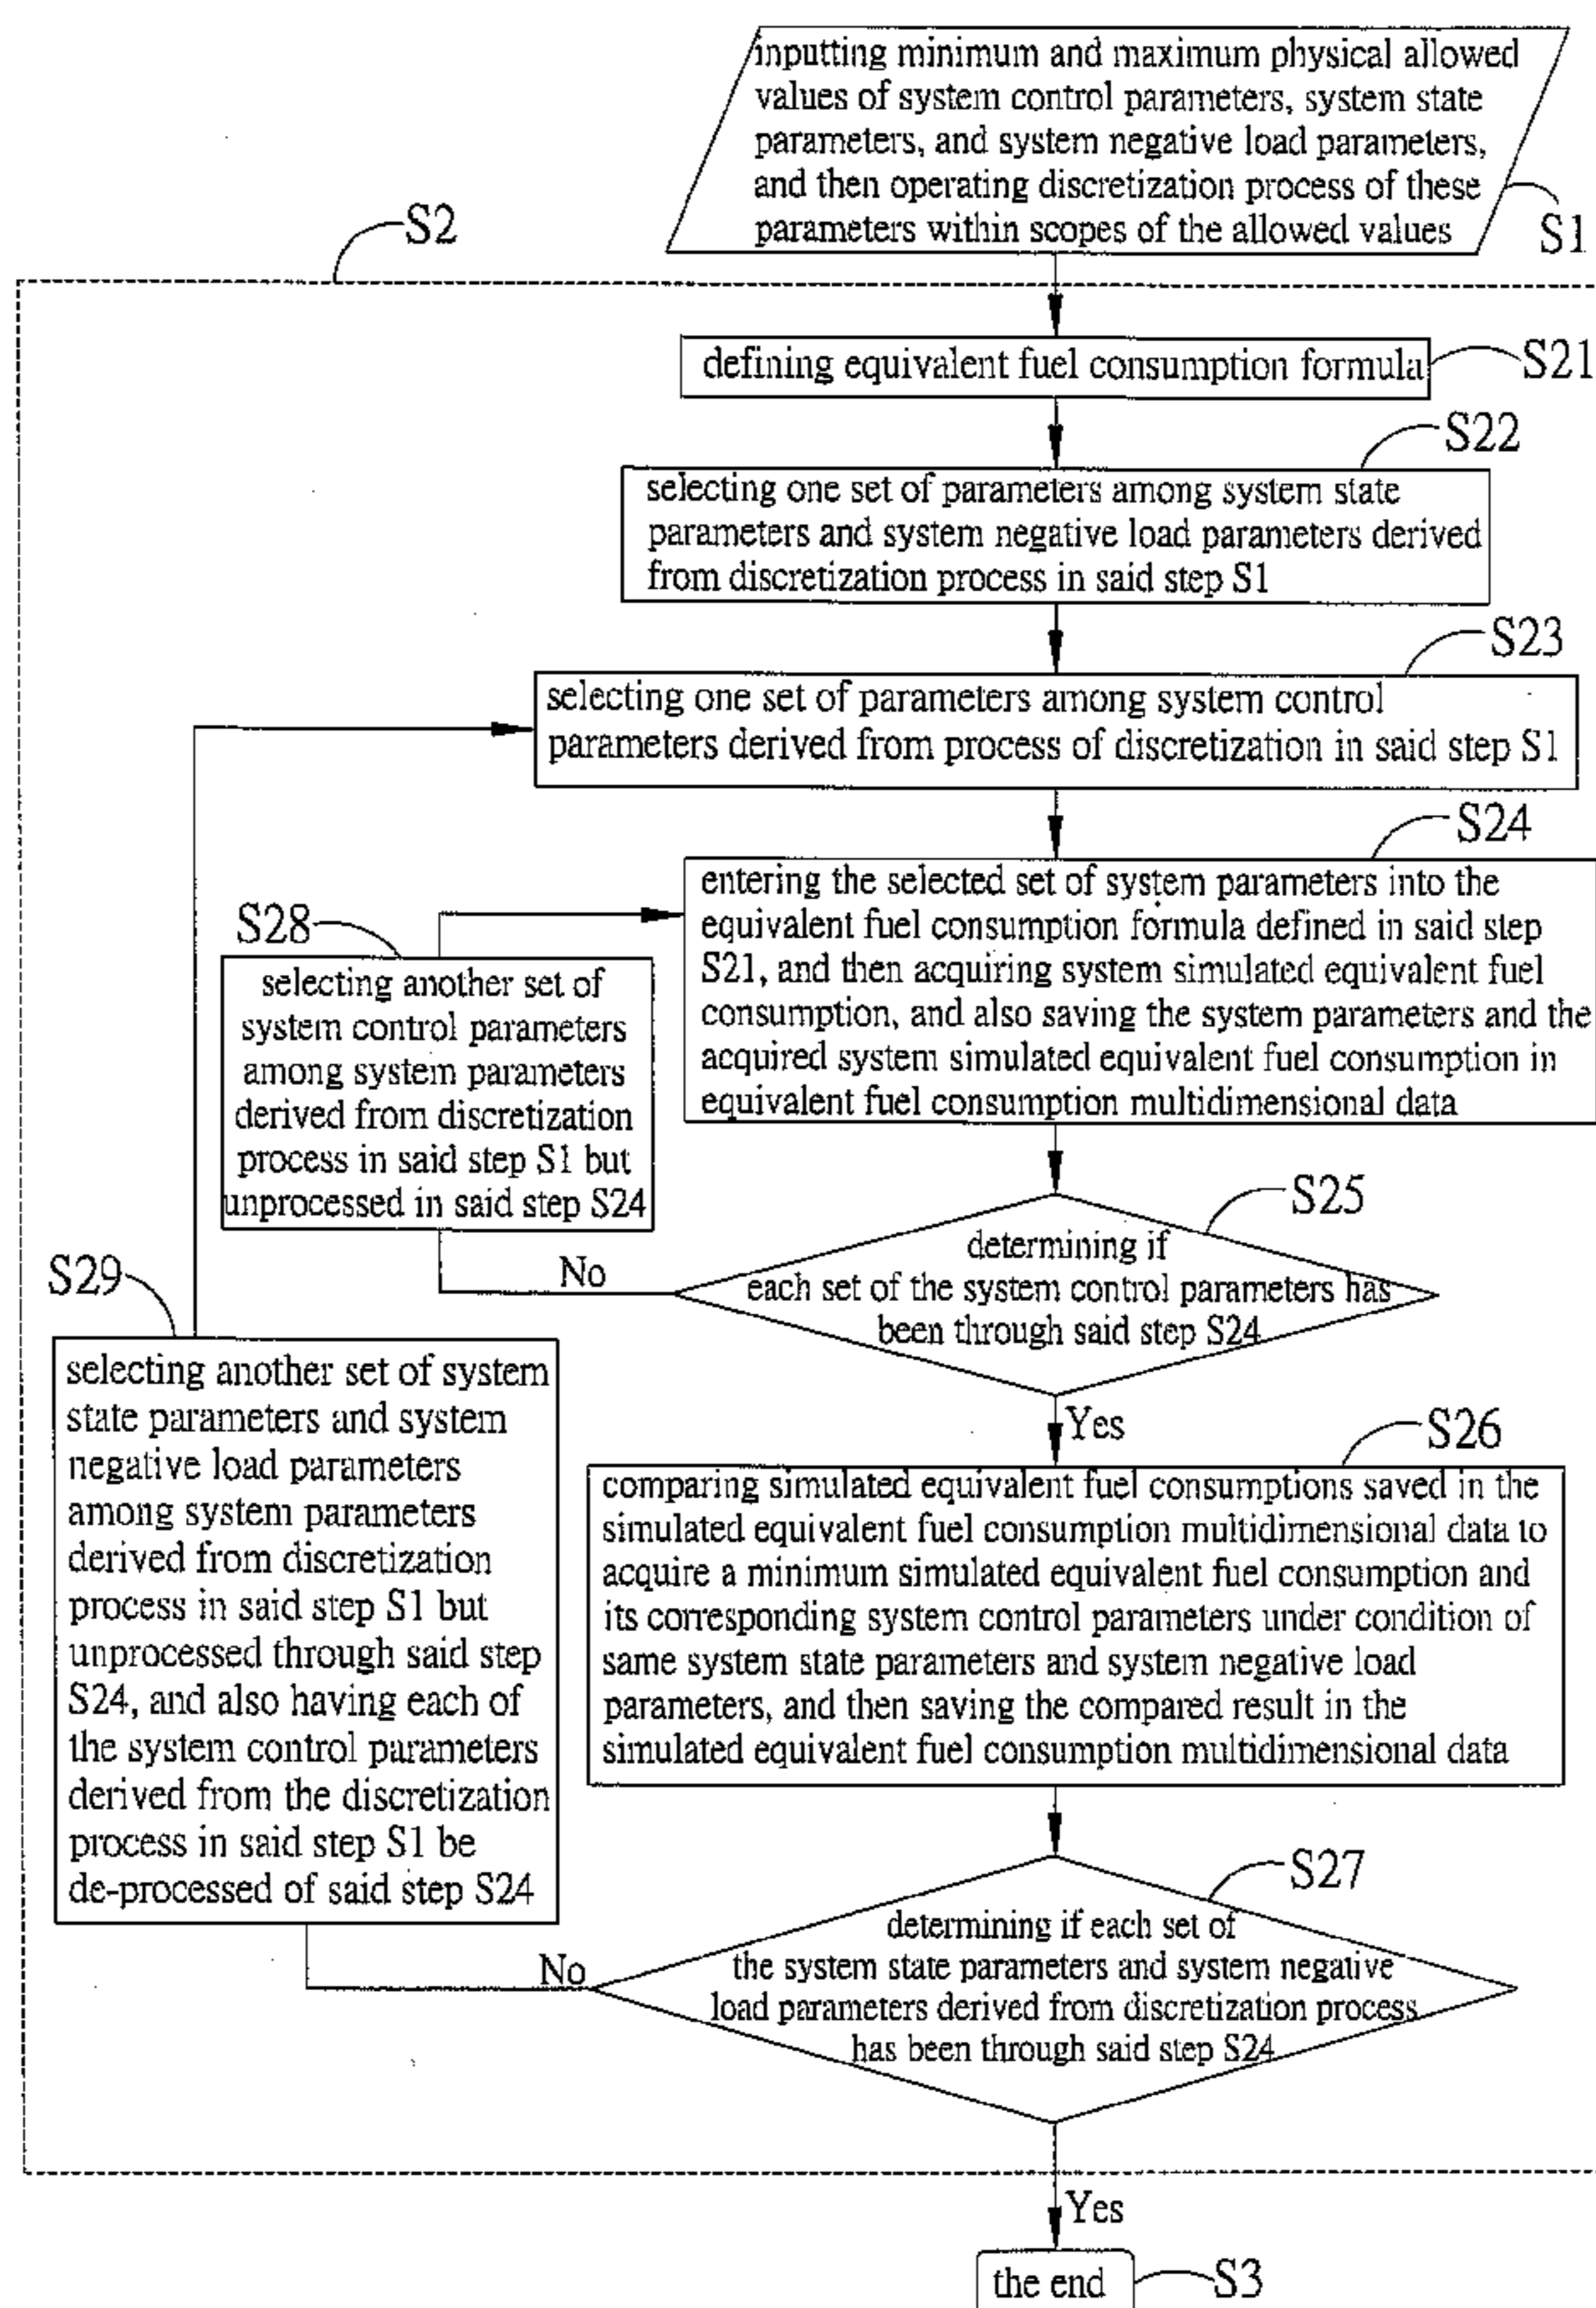 inputting minimum and maximum physical allowed
values of system control parameters, system state
parameters, and system negative load parameters,
and then operating discretization process of these
parameters within scopes of the allowed values
S1
S2
defining equivalent fuel consumption formula
S21
S22
selecting one set of parameters among system state
parameters and system negative load parameters derived
from discretization process in said step S1
S23
selecting one set of parameters among system control
parameters derived from process of discretization in said step S1
S24
entering the selected set of system parameters into the
equivalent fuel consumption formula defined in said step
S21, and then acquiring system simulated equivalent fuel
consumption, and also saving the system parameters and the
acquired system simulated equivalent fuel consumption in
equivalent fuel consumption multidimensional data
S28
selecting another set of
system control parameters
among system parameters
derived from discretization
process in said step S1 but
unprocessed in said step S24
S25
determining if
each set of the system control parameters has
been through said step S24
No
Yes
S29
selecting another set of system
state parameters and system
negative load parameters
among system parameters
derived from discretization
process in said step S1 but
unprocessed through said step
S24, and also having each of
the system control parameters
derived from the discretization
process in said step S1 be
de-processed of said step S24
S26
comparing simulated equivalent fuel consumptions saved in the
simulated equivalent fuel consumption multidimensional data to
acquire a minimum simulated equivalent fuel consumption and
its corresponding system control parameters under condition of
same system state parameters and system negative load
parameters, and then saving the compared result in the
simulated equivalent fuel consumption multidimensional data
S27
determining if each set of
the system state parameters and system negative
load parameters derived from discretization process
has been through said step S24
No
Yes
the end
S3